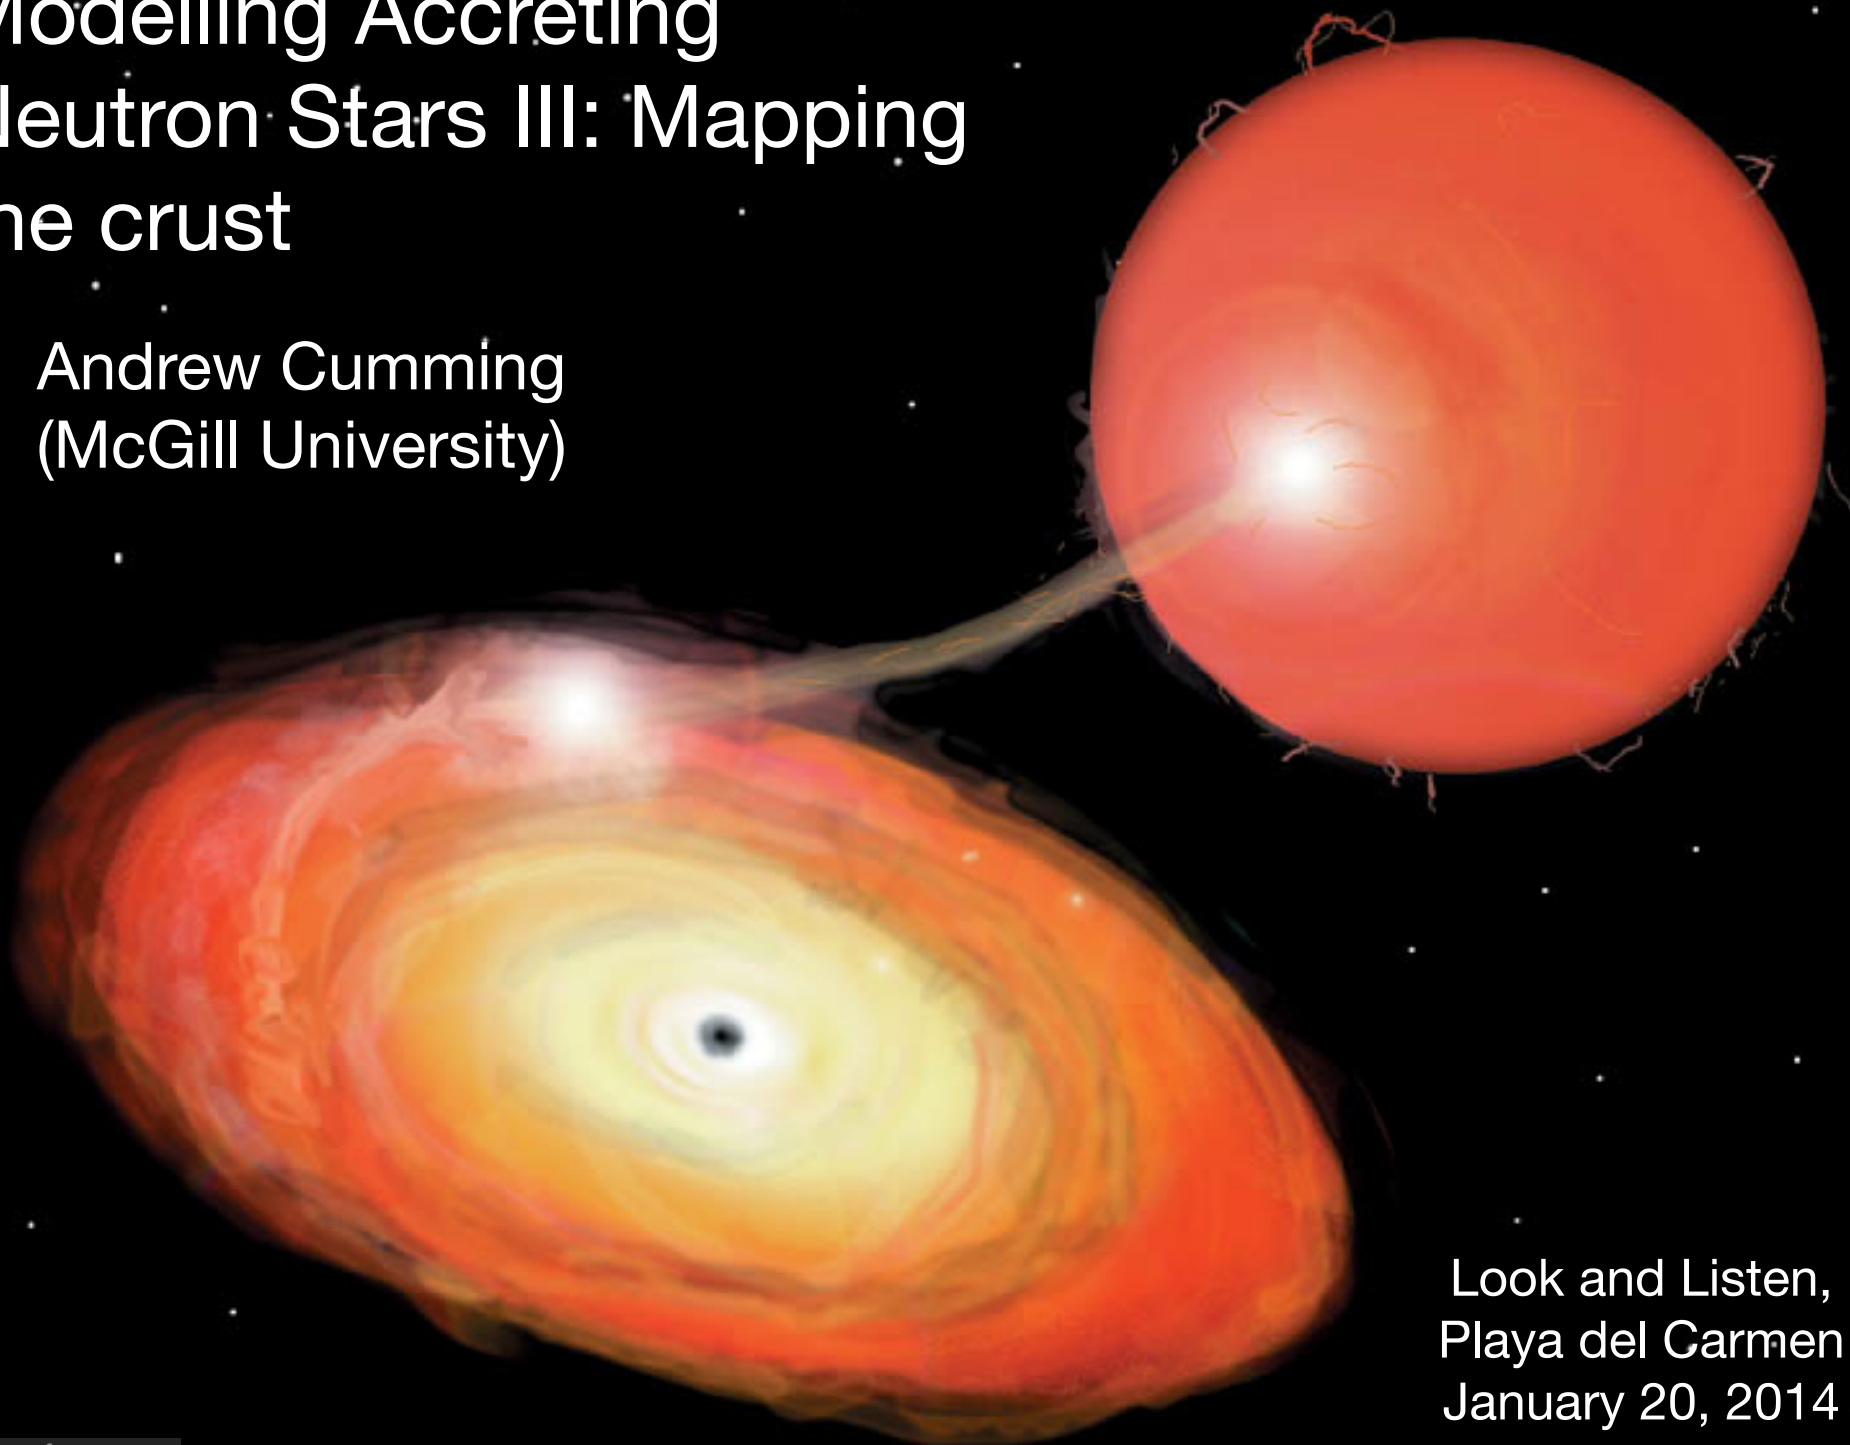 Modelling Accreting
Neutron Stars III: Mapping
the crust
Andrew Cumming
(McGill University)
Look and Listen,
Playa del Carmen
January 20, 2014